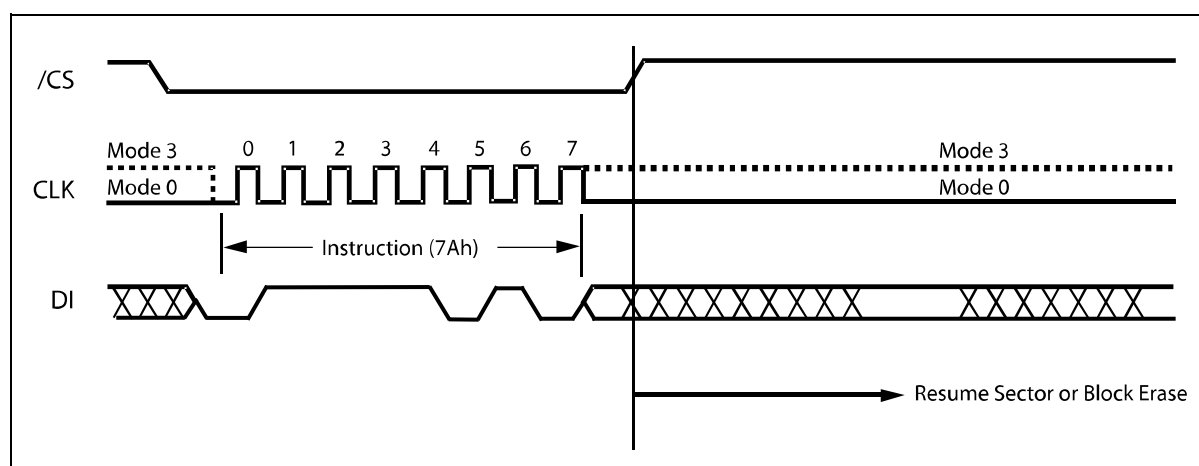 /CS
Mode 3
0 1 2 3 4 5 6 7
Mode 3
CLK
Mode 0
Mode 0
Instruction (7Ah)
DI
Resume Sector or Block Erase